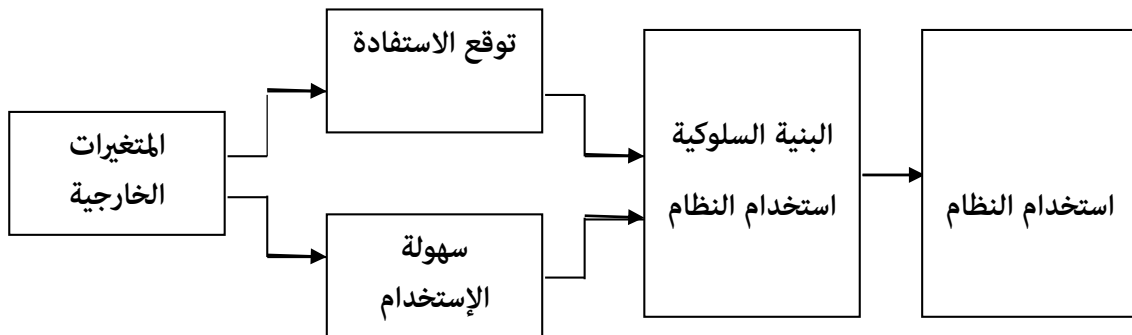 توقع الاستفادة
المتغيرات
الخارجية
سهولة
الإستخدام
البنية السلوكية
استخدام النظام
استخدام النظام